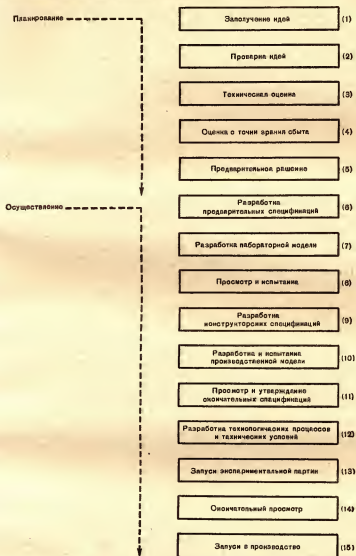 Планирование
Заполучение идей (1)
Проверка идей (2)
Техническая оценка (3)
Оценка с точки зрения сбыта (4)
Предварительное решение (5)
Осуществление
Разработка
предварительных спецификаций (6)
Разработка лабораторной модели (7)
Просмотр и испытание (8)
Разработка
конструкторских спецификаций (9)
Разработка и испытания
производственной модели (10)
Просмотр и утверждение
окончательных спецификаций (11)
Разработка технологических процессов
и технических условий (12)
Запуск экспериментальной партии (13)
Окончательный просмотр (14)
Запуск в производство (15)